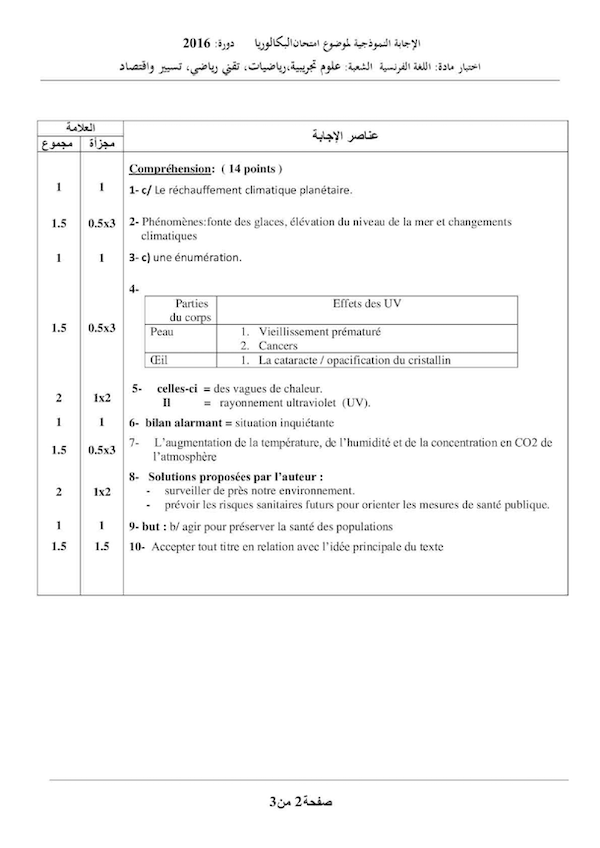 الإجابة النموذجية لموضوع امتحان البكالوريا دورة: 2016
اختبار مادة: اللغة الفرنسية الشعبة: علوم تجريبية،رياضيات، تقني رياضي، تسيير واقتصاد
عناصر الإجابة العلامة
مجزأة مجموع
Compréhension: ( 14 points )
1- c/ Le réchauffement climatique planétaire. 1 1
2- Phénomènes:fonte des glaces, élévation du niveau de la mer et changements 0.5x3 1.5
climatiques
3- c) une énumération. 1 1
4-
Parties Effets des UV
du corps
Peau 1. Vieillissement prématuré 0.5x3 1.5
2. Cancers
Œil 1. La cataracte / opacification du cristallin
5- celles-ci = des vagues de chaleur.
Il = rayonnement ultraviolet (UV). 1x2 2
6- bilan alarmant = situation inquiétante 1 1
7- L'augmentation de la température, de l'humidité et de la concentration en CO2 de 0.5x3 1.5
l'atmosphère
8- Solutions proposées par l'auteur :
- surveiller de près notre environnement. 1x2 2
- prévoir les risques sanitaires futurs pour orienter les mesures de santé publique.
9- but : b/ agir pour préserver la santé des populations 1 1
10- Accepter tout titre en relation avec l'idée principale du texte 1.5 1.5
صفحة2 من3